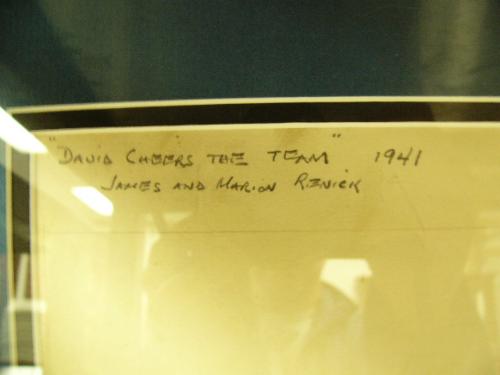 "DAVID CHEERS THE TEAM" 1941
JAMES AND MARION RENICK